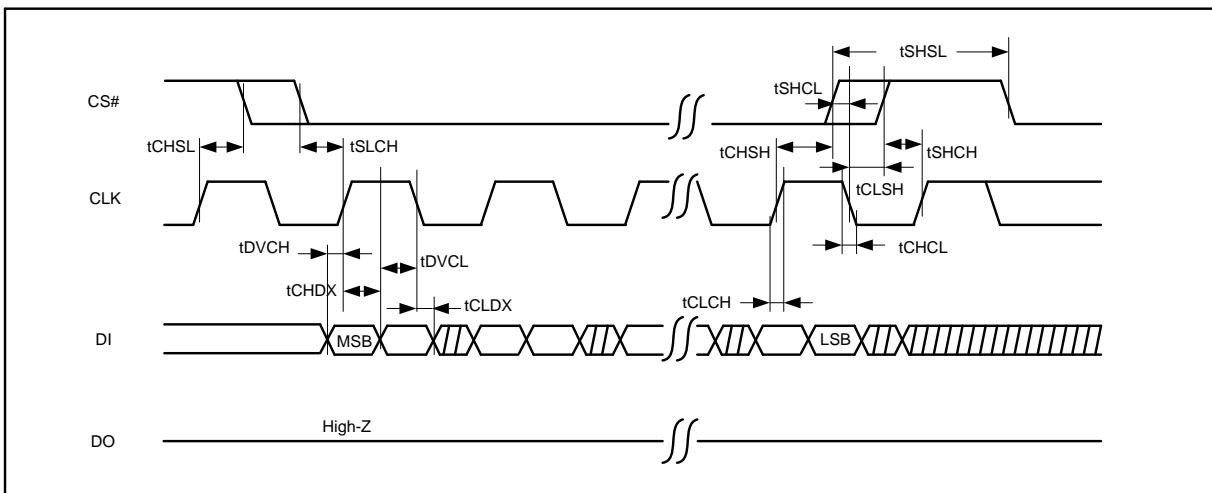 tSHSL
CS#
tSHCL
tCHSL
tSLCH
tCHSH
tSHCH
CLK
tCLSH
tDVCH
tDVCL
tCHCL
tCHDX
tCLDX
tCLCH
DI
MSB
LSB
High-Z
DO